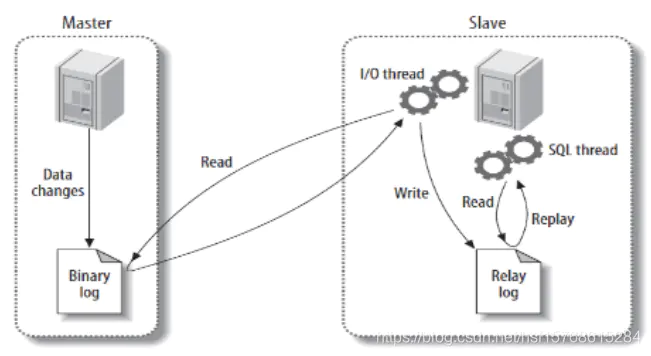 Master
Slave
I/O thread
SQL thread
Data
changes
Read
Write
Read
Replay
Binary
log
Relay
log
https://blog.csdn.net/hsr15768615284